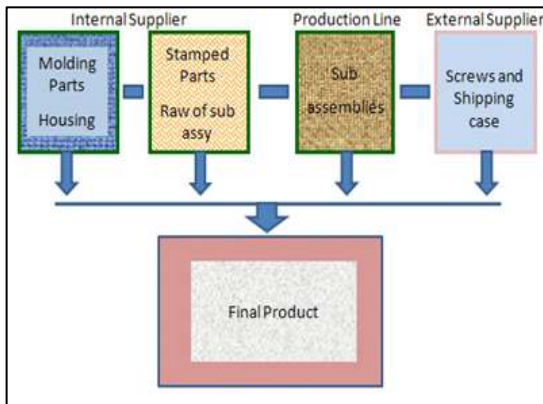 Internal Supplier
Production Line
External Supplier
Molding
Parts
Housing
Stamped
Parts
Raw of sub
assy
Sub
assemblies
Screws and
Shipping
case
Final Product